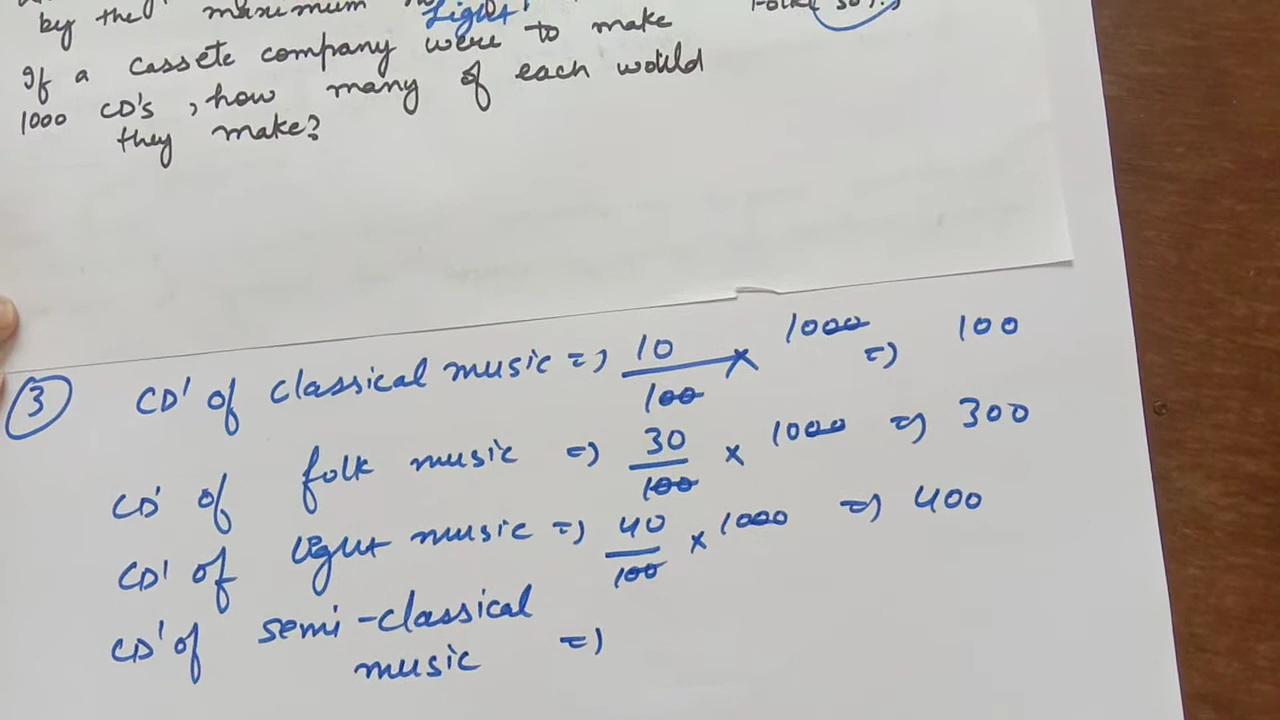 by the maximum
Light
Folk 30%
If a cassete company were to make
1000 CD's , how many of each would
they make?
③ CD' of classical music => 10/100 × 1000 => 100
CD' of folk music => 30/100 × 1000 => 300
CD' of light music => 40/100 × 1000 => 400
CD' of semi-classical
music =>